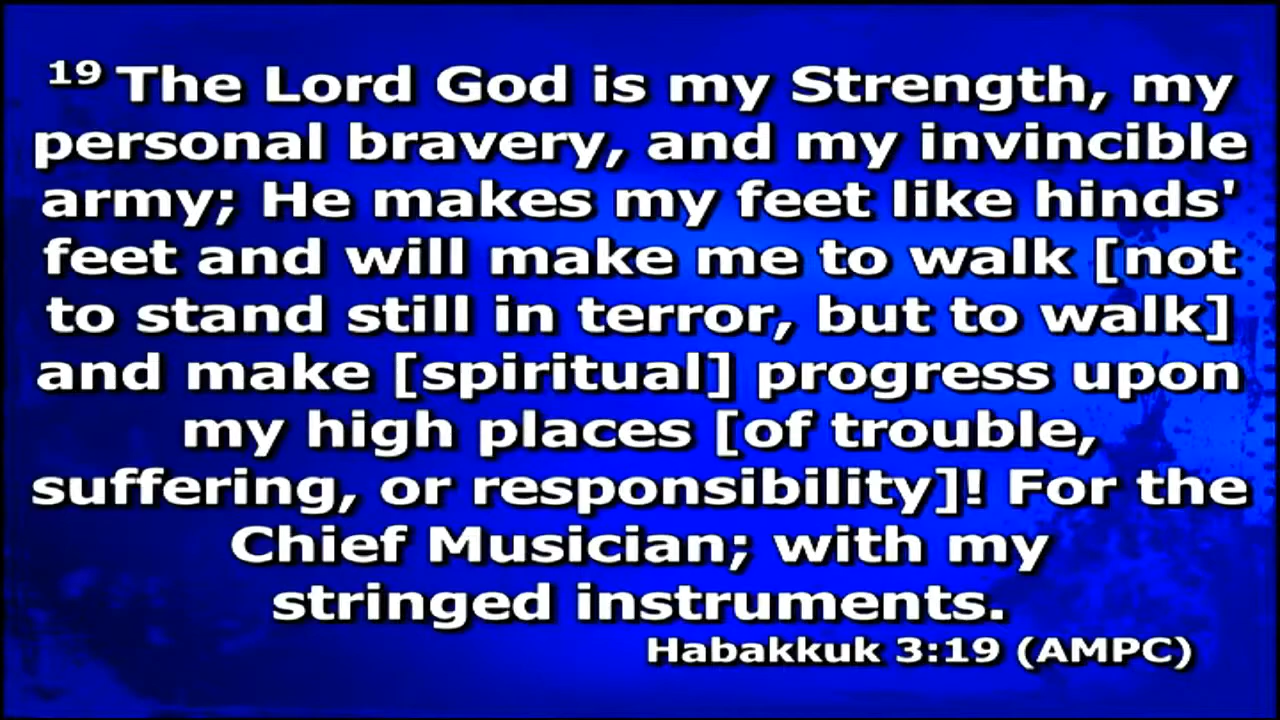 19 The Lord God is my Strength, my
personal bravery, and my invincible
army; He makes my feet like hinds'
feet and will make me to walk [not
to stand still in terror, but to walk]
and make [spiritual] progress upon
my high places [of trouble,
suffering, or responsibility]! For the
Chief Musician; with my
stringed instruments.
Habakkuk 3:19 (AMPC)